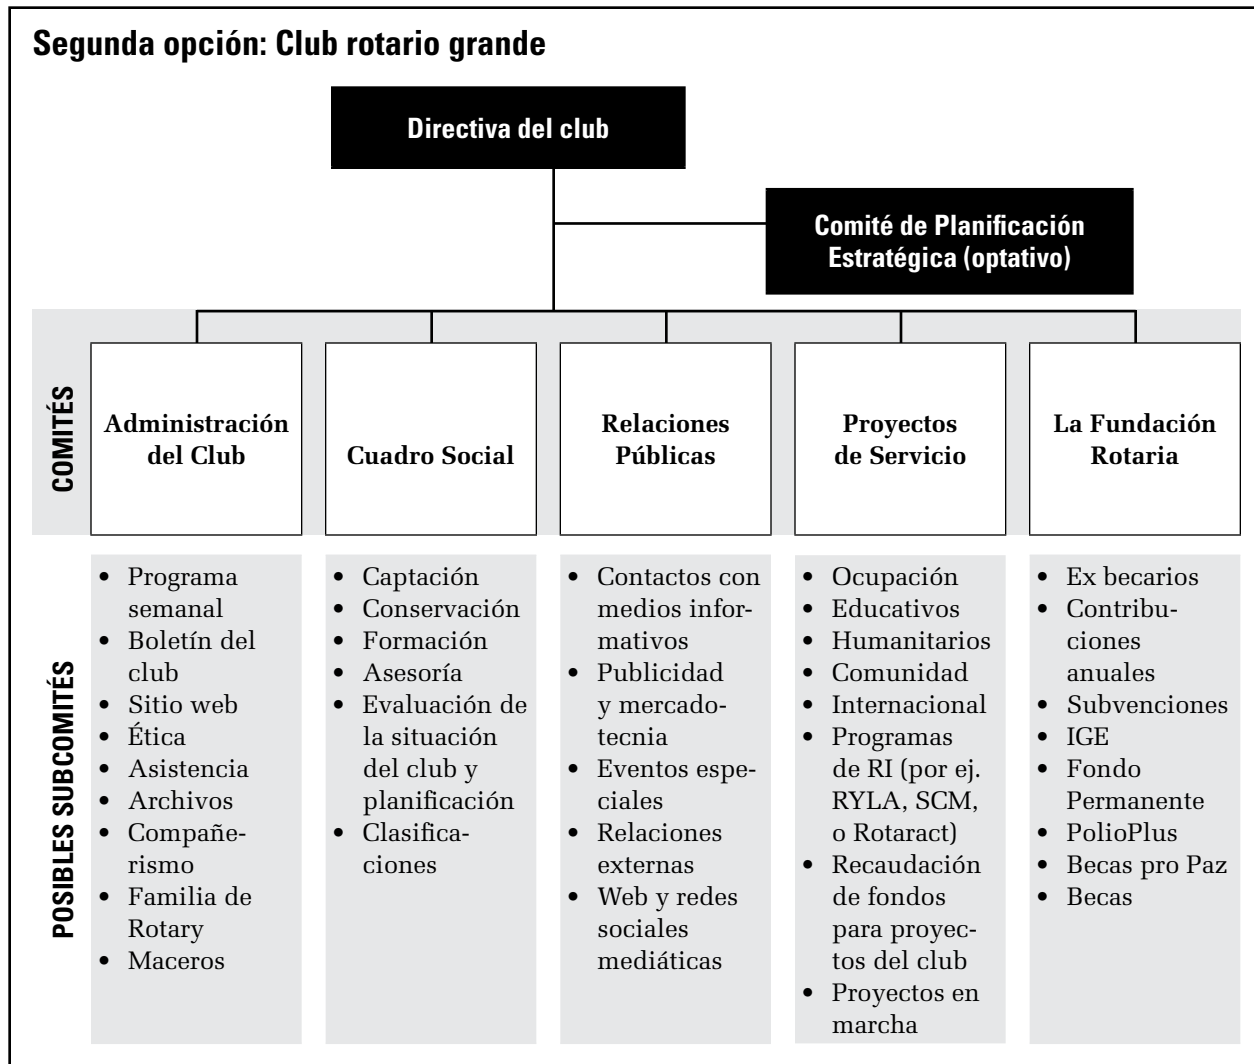 Segunda opción: Club rotario grande
Directiva del club
Comité de Planificación
Estratégica (optativo)
COMITÉS
Administración
del Club
Cuadro Social
Relaciones
Públicas
Proyectos
de Servicio
La Fundación
Rotaria
POSIBLES SUBCOMITÉS
• Programa
semanal
• Boletín del
club
• Sitio web
• Ética
• Asistencia
• Archivos
• Compañe-
rismo
• Familia de
Rotary
• Maceros
• Captación
• Conservación
• Formación
• Asesoría
• Evaluación de
la situación
del club y
planificación
• Clasifica-
ciones
• Contactos con
medios infor-
mativos
• Publicidad
y mercado-
tecnia
• Eventos espe-
ciales
• Relaciones
externas
• Web y redes
sociales
mediáticas
• Ocupación
• Educativos
• Humanitarios
• Comunidad
• Internacional
• Programas
de RI (por ej.
RYLA, SCM,
o Rotaract)
• Recaudación
de fondos
para proyec-
tos del club
• Proyectos en
marcha
• Ex becarios
• Contribu-
ciones
anuales
• Subvenciones
• IGE
• Fondo
Permanente
• PolioPlus
• Becas pro Paz
• Becas